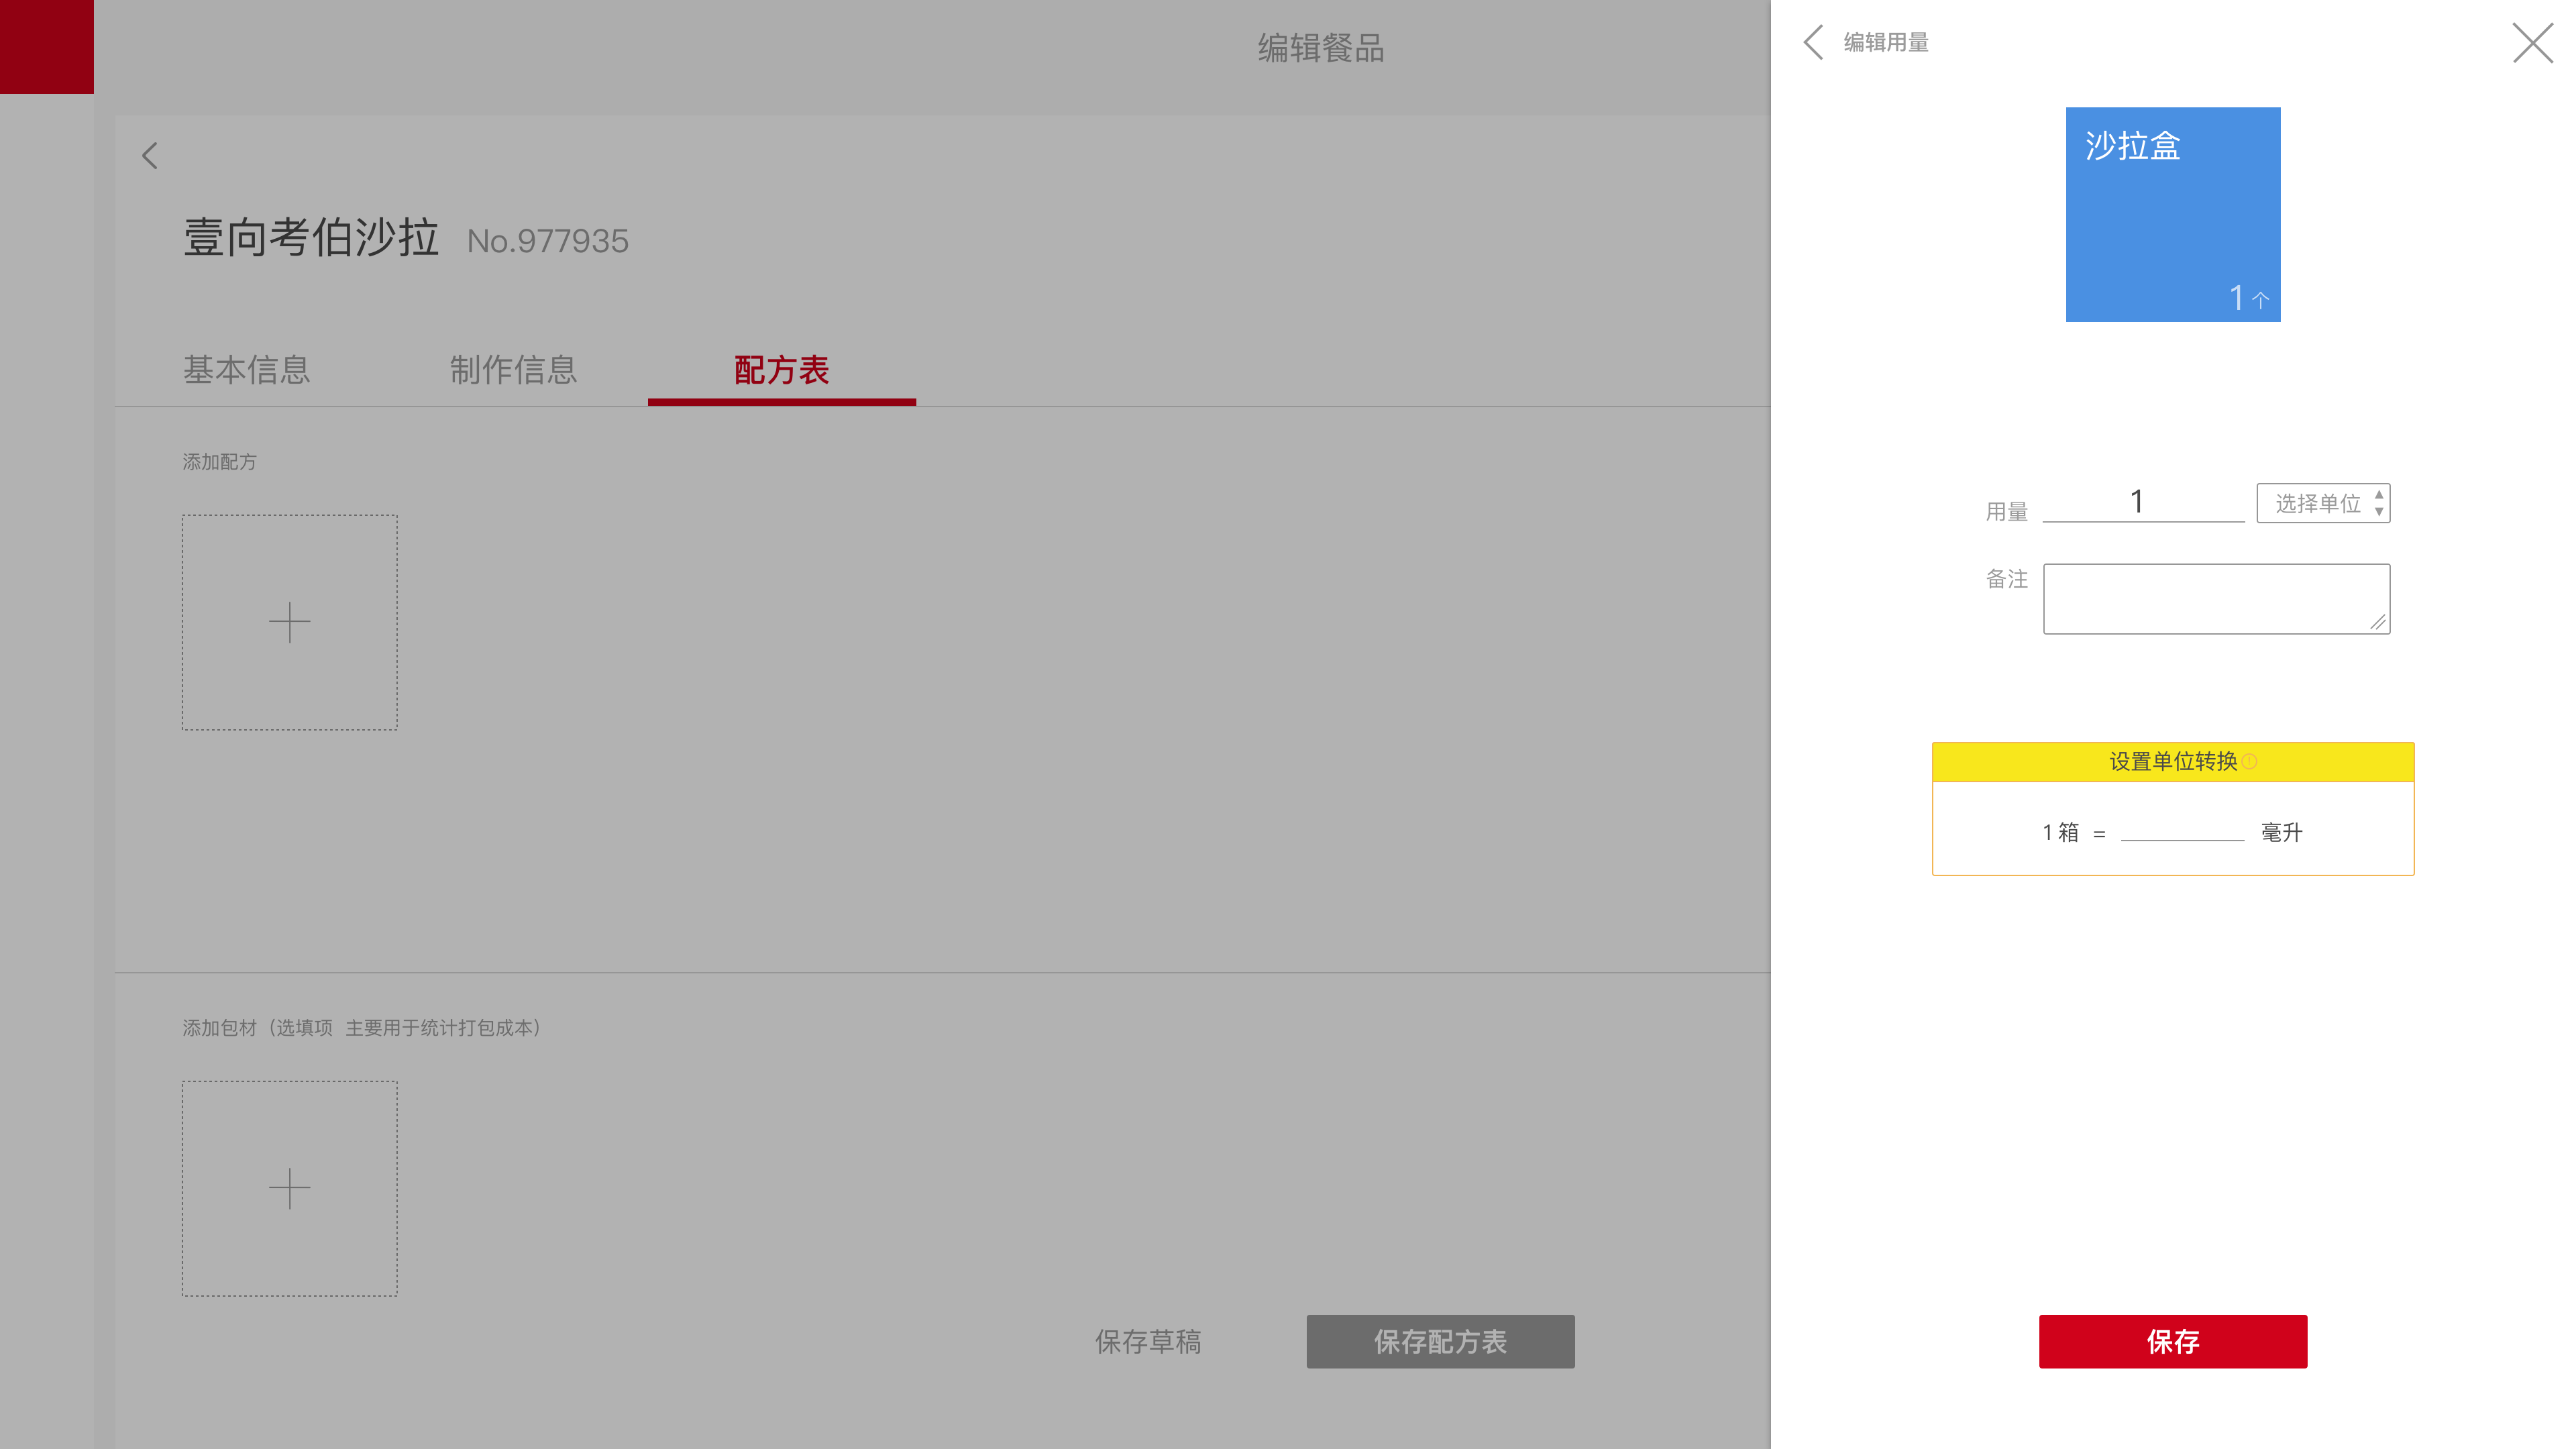 编辑餐品
壹向考伯沙拉 No.977935
基本信息
制作信息
配方表
添加配方
添加包材（选填项 主要用于统计打包成本）
保存草稿
保存配方表
编辑用量
沙拉盒
1 个
用量 1 选择单位
备注
设置单位转换
1 箱 = 毫升
保存